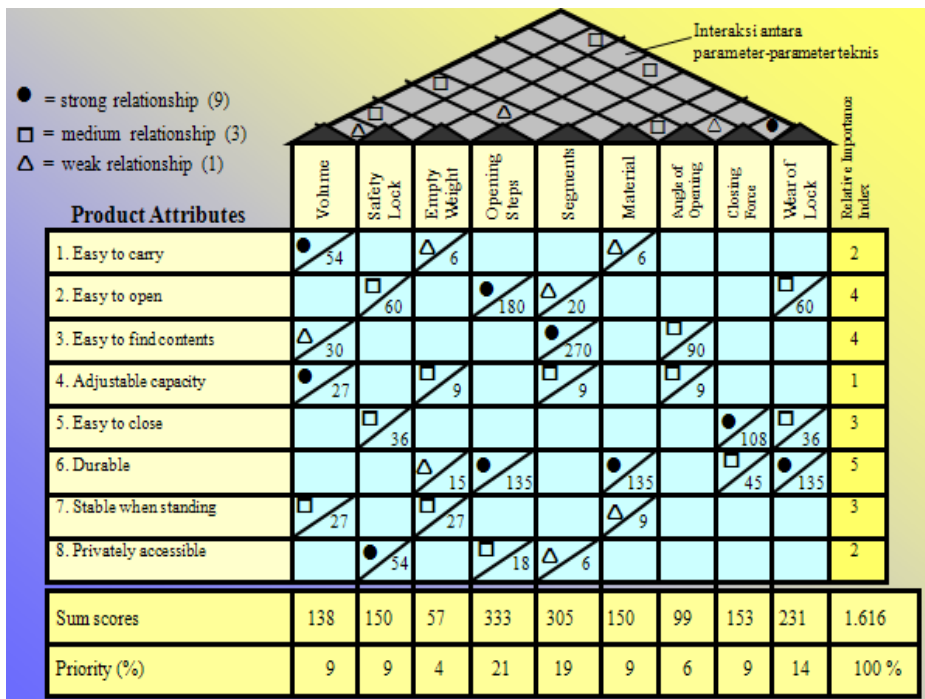 Interaksi antara
parameter-parameter teknis
● = strong relationship (9)
□ = medium relationship (3)
△ = weak relationship (1)
Product Attributes
Volume
Safety
Lock
Empty
Weight
Opening
Steps
Segments
Material
Angle of
Opening
Closing
Force
Wear of
Lock
Relative Importance
Index
1. Easy to carry 54 6 6 2
2. Easy to open 60 180 20 60 4
3. Easy to find contents 30 270 90 4
4. Adjustable capacity 27 9 9 9 1
5. Easy to close 36 108 36 3
6. Durable 15 135 135 45 135 5
7. Stable when standing 27 27 9 3
8. Privately accessible 54 18 6 2
Sum scores 138 150 57 333 305 150 99 153 231 1.616
Priority (%) 9 9 4 21 19 9 6 9 14 100 %